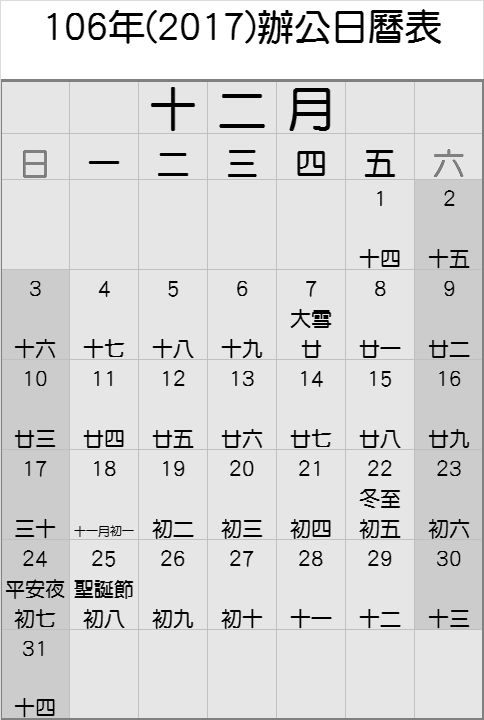 106年(2017)辦公日曆表
十二月
日 一 二 三 四 五 六
1 2
十四 十五
3 4 5 6 7 8 9
大雪
十六 十七 十八 十九 廿 廿一 廿二
10 11 12 13 14 15 16
廿三 廿四 廿五 廿六 廿七 廿八 廿九
17 18 19 20 21 22 23
冬至
三十 十一月初一 初二 初三 初四 初五 初六
24 25 26 27 28 29 30
平安夜 聖誕節
初七 初八 初九 初十 十一 十二 十三
31
十四